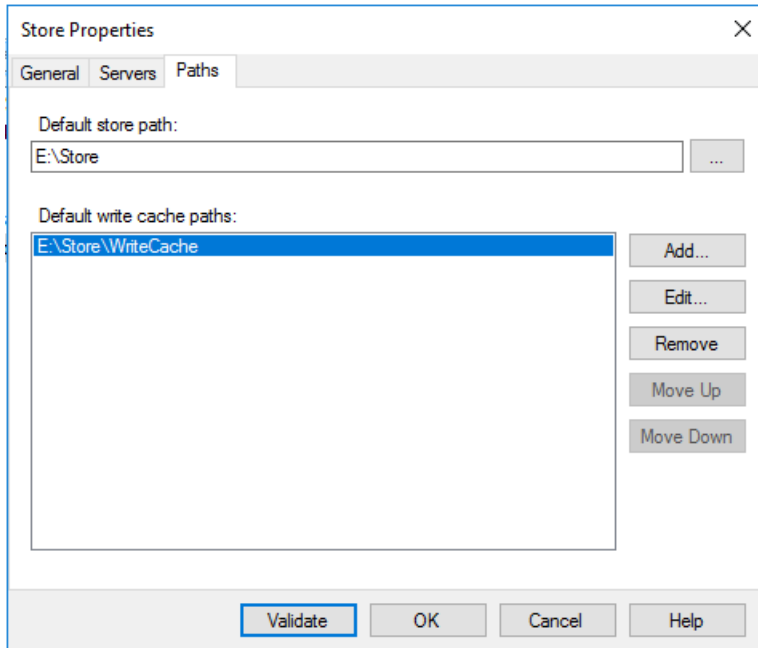 Store Properties
General Servers Paths
Default store path:
E:\Store
...
Default write cache paths:
E:\Store\WriteCache
Add...
Edit...
Remove
Move Up
Move Down
Validate OK Cancel Help